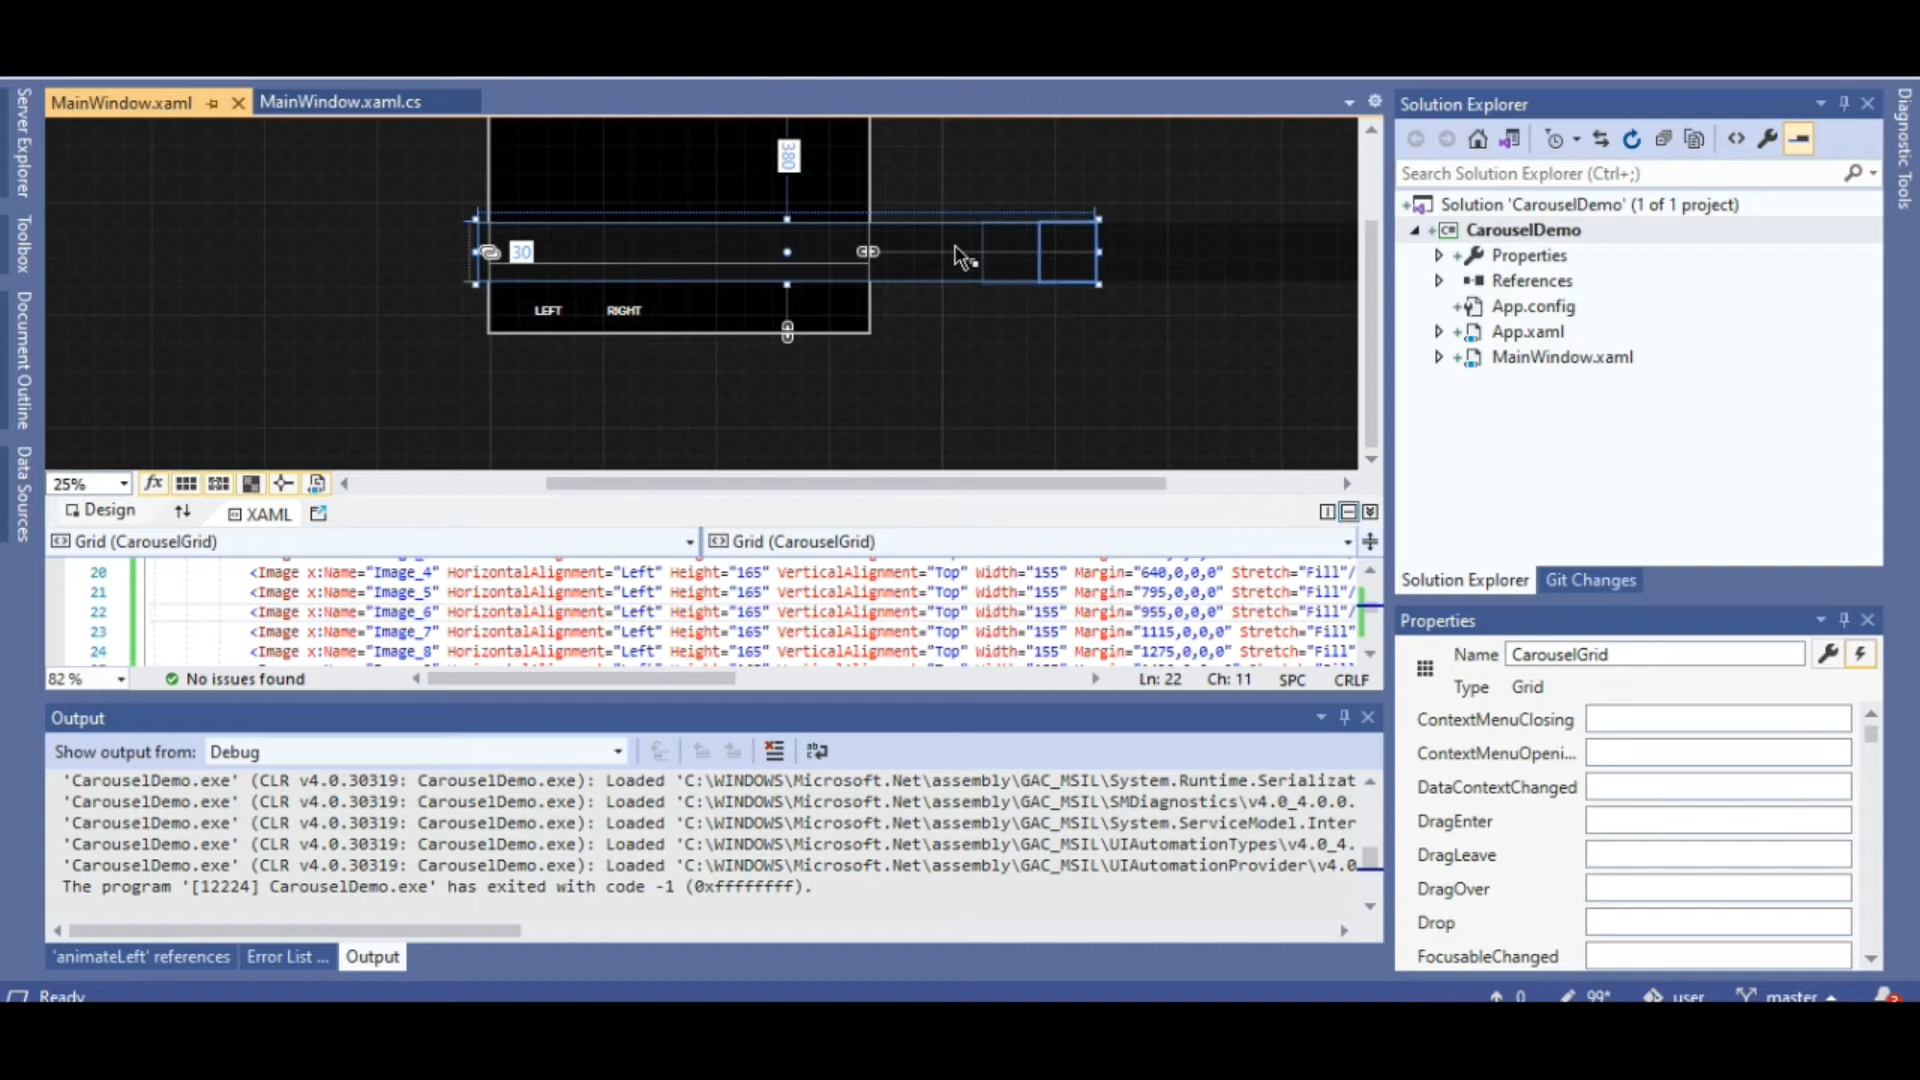 MainWindow.xaml
MainWindow.xaml.cs
Server Explorer
Toolbox
Document Outline
Data Sources
380
30
LEFT RIGHT
25%
fx
Design
XAML
Grid (CarouselGrid)
Grid (CarouselGrid)
20 <Image x:Name="Image_4" HorizontalAlignment="Left" Height="165" VerticalAlignment="Top" Width="155" Margin="640,0,0,0" Stretch="Fill"/
21 <Image x:Name="Image_5" HorizontalAlignment="Left" Height="165" VerticalAlignment="Top" Width="155" Margin="795,0,0,0" Stretch="Fill"/
22 <Image x:Name="Image_6" HorizontalAlignment="Left" Height="165" VerticalAlignment="Top" Width="155" Margin="955,0,0,0" Stretch="Fill"/
23 <Image x:Name="Image_7" HorizontalAlignment="Left" Height="165" VerticalAlignment="Top" Width="155" Margin="1115,0,0,0" Stretch="Fill"
24 <Image x:Name="Image_8" HorizontalAlignment="Left" Height="165" VerticalAlignment="Top" Width="155" Margin="1275,0,0,0" Stretch="Fill"
82 % No issues found Ln: 22 Ch: 11 SPC CRLF
Output
Show output from: Debug
'CarouselDemo.exe' (CLR v4.0.30319: CarouselDemo.exe): Loaded 'C:\WINDOWS\Microsoft.Net\assembly\GAC_MSIL\System.Runtime.Serializat
'CarouselDemo.exe' (CLR v4.0.30319: CarouselDemo.exe): Loaded 'C:\WINDOWS\Microsoft.Net\assembly\GAC_MSIL\SMDiagnostics\v4.0_4.0.0.
'CarouselDemo.exe' (CLR v4.0.30319: CarouselDemo.exe): Loaded 'C:\WINDOWS\Microsoft.Net\assembly\GAC_MSIL\System.ServiceModel.Inter
'CarouselDemo.exe' (CLR v4.0.30319: CarouselDemo.exe): Loaded 'C:\WINDOWS\Microsoft.Net\assembly\GAC_MSIL\UIAutomationTypes\v4.0_4.
'CarouselDemo.exe' (CLR v4.0.30319: CarouselDemo.exe): Loaded 'C:\WINDOWS\Microsoft.Net\assembly\GAC_MSIL\UIAutomationProvider\v4.0
The program '[12224] CarouselDemo.exe' has exited with code -1 (0xffffffff).
'animateLeft' references
Error List ...
Output
Ready
Solution Explorer
Search Solution Explorer (Ctrl+;)
Solution 'CarouselDemo' (1 of 1 project)
CarouselDemo
Properties
References
App.config
App.xaml
MainWindow.xaml
Solution Explorer
Git Changes
Properties
Name CarouselGrid
Type Grid
ContextMenuClosing
ContextMenuOpeni...
DataContextChanged
DragEnter
DragLeave
DragOver
Drop
FocusableChanged
0 99* user master
Diagnostic Tools